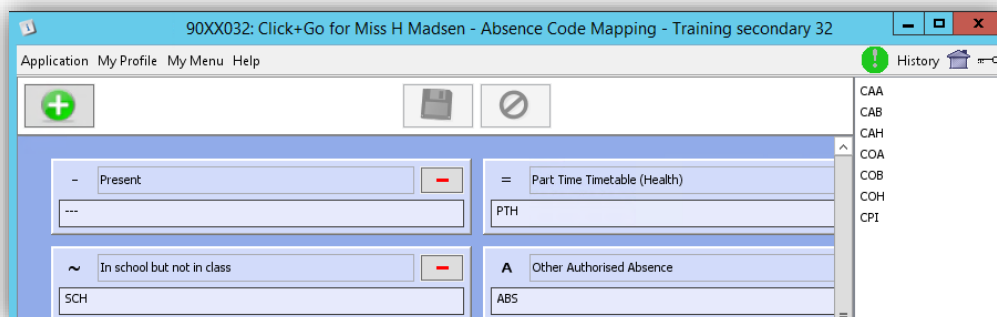 90XX032: Click+Go for Miss H Madsen - Absence Code Mapping - Training secondary 32
Application My Profile My Menu Help
History
- Present
---
= Part Time Timetable (Health)
PTH
~ In school but not in class
SCH
A Other Authorised Absence
ABS
CAA
CAB
CAH
COA
COB
COH
CPI